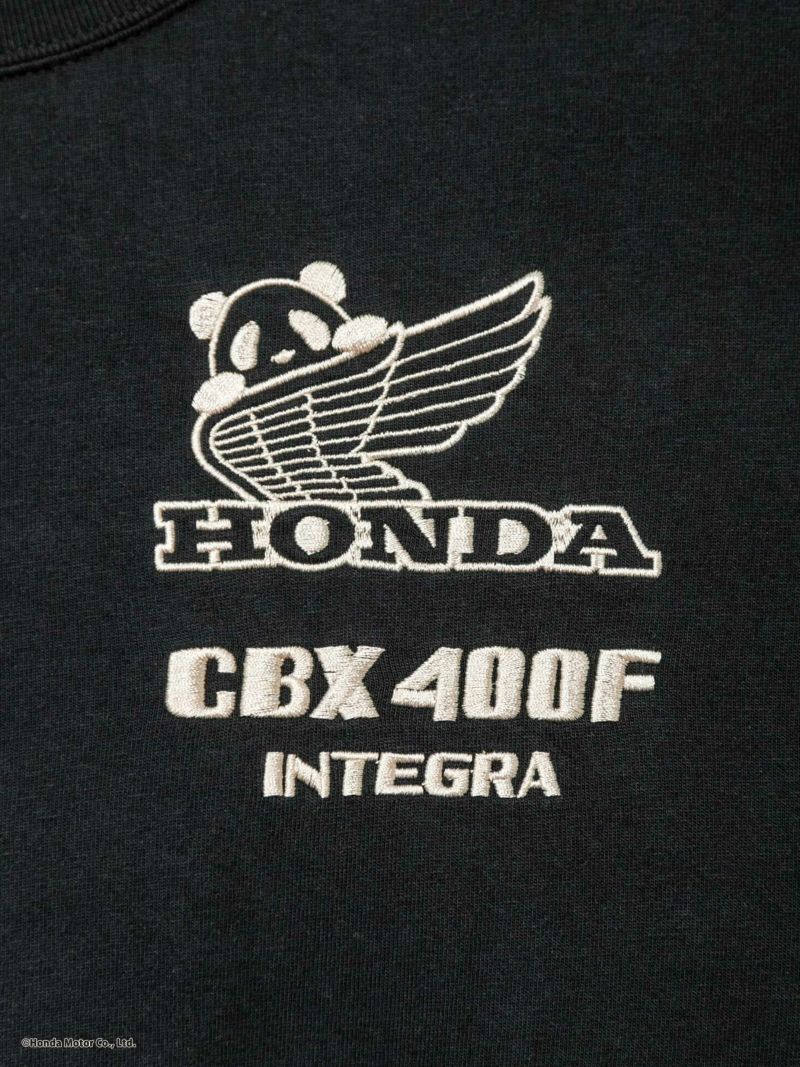 HONDA
CBX 400F
INTEGRA
©Honda Motor Co., Ltd.